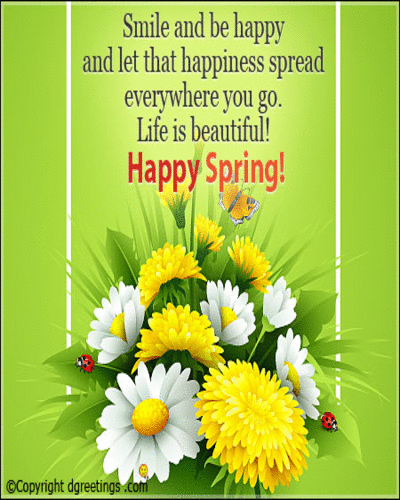 Smile and be happy
and let that happiness spread
everywhere you go.
Life is beautiful!
Happy Spring!
©Copyright dgreetings .com